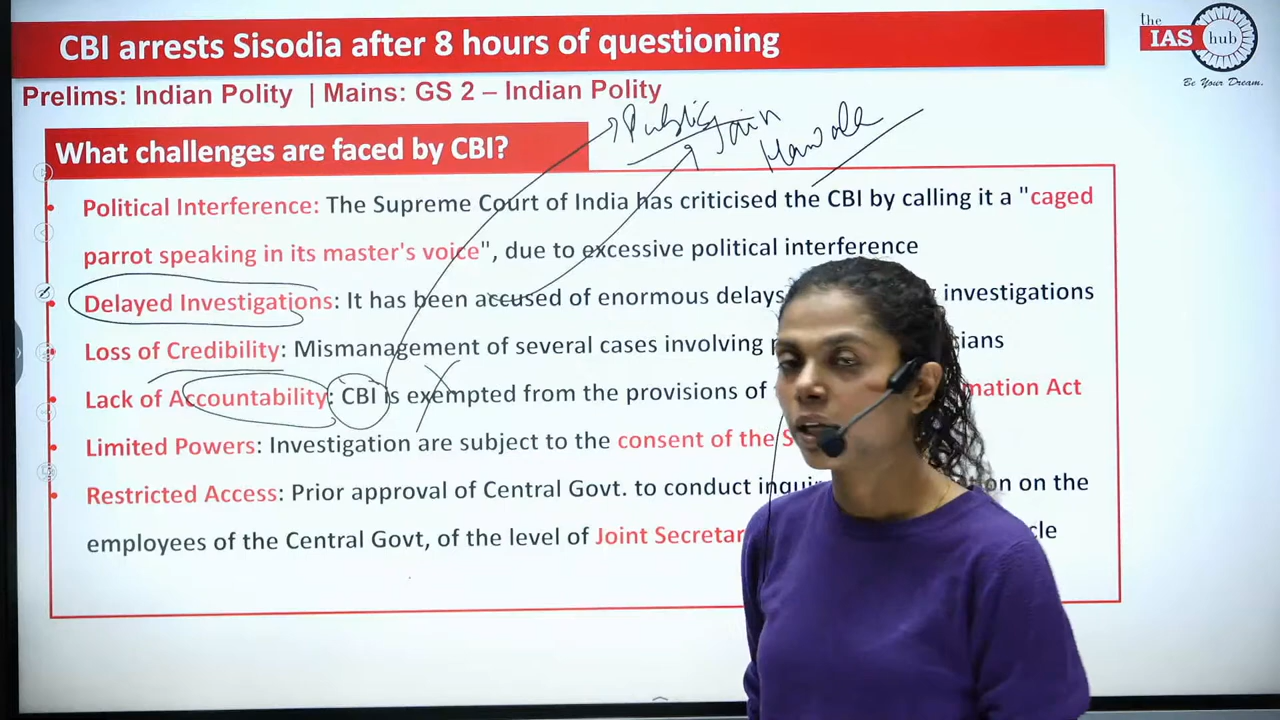 CBI arrests Sisodia after 8 hours of questioning
the
IAS hub
Be Your Dream.
Prelims: Indian Polity | Mains: GS 2 – Indian Polity
Public
Jain
What challenges are faced by CBI?
• Political Interference: The Supreme Court of India has criticised the CBI by calling it a "caged
parrot speaking in its master's voice", due to excessive political interference
• Delayed Investigations: It has been accused of enormous delays investigations
• Loss of Credibility: Mismanagement of several cases involving
• Lack of Accountability: CBI is exempted from the provisions of Act
• Limited Powers: Investigation are subject to the consent of the
• Restricted Access: Prior approval of Central Govt. to conduct on the
employees of the Central Govt, of the level of Joint